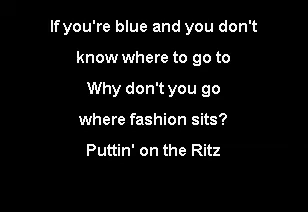 If you're blue and you don't
know where to go to
Why don't you go
where fashion sits?
Puttin' on the Ritz